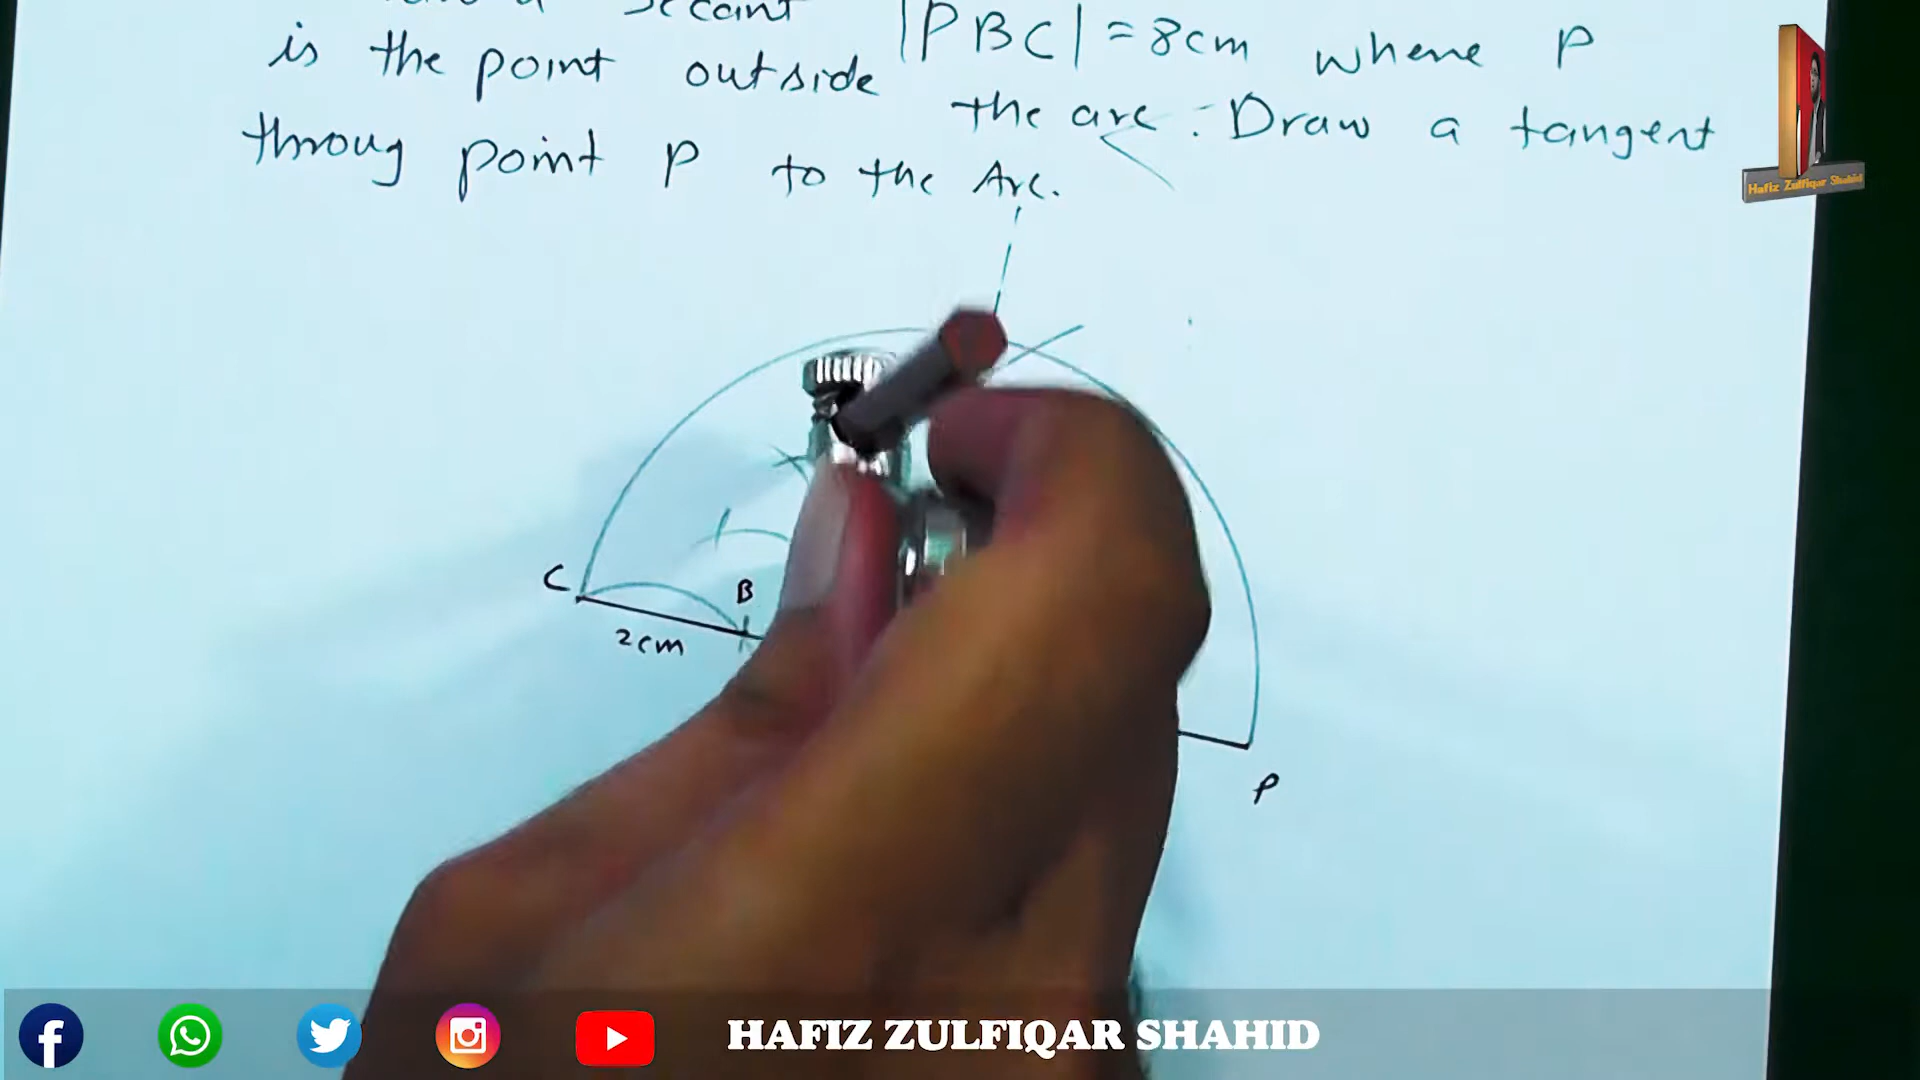 secant |PBC| = 8cm where P
is the point outside the arc. Draw a tangent
throug point P to the Arc.
Hafiz Zulfiqar Shahid
C
B
2cm
P
HAFIZ ZULFIQAR SHAHID